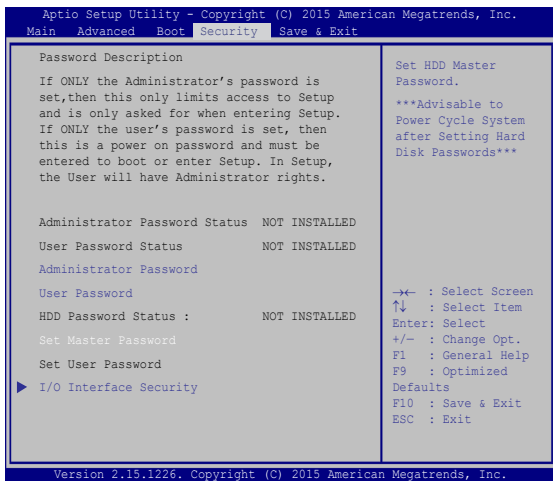 Aptio Setup Utility - Copyright (C) 2015 American Megatrends, Inc.
Main Advanced Boot Security Save & Exit
Password Description
If ONLY the Administrator's password is
set,then this only limits access to Setup
and is only asked for when entering Setup.
If ONLY the user's password is set, then
this is a power on password and must be
entered to boot or enter Setup. In Setup,
the User will have Administrator rights.
Administrator Password Status NOT INSTALLED
User Password Status NOT INSTALLED
Administrator Password
User Password
HDD Password Status : NOT INSTALLED
Set Master Password
Set User Password
I/O Interface Security
Set HDD Master
Password.
***Advisable to
Power Cycle System
after Setting Hard
Disk Passwords***
→← : Select Screen
↑↓ : Select Item
Enter: Select
+/— : Change Opt.
F1 : General Help
F9 : Optimized
Defaults
F10 : Save & Exit
ESC : Exit
Version 2.15.1226. Copyright (C) 2015 American Megatrends, Inc.